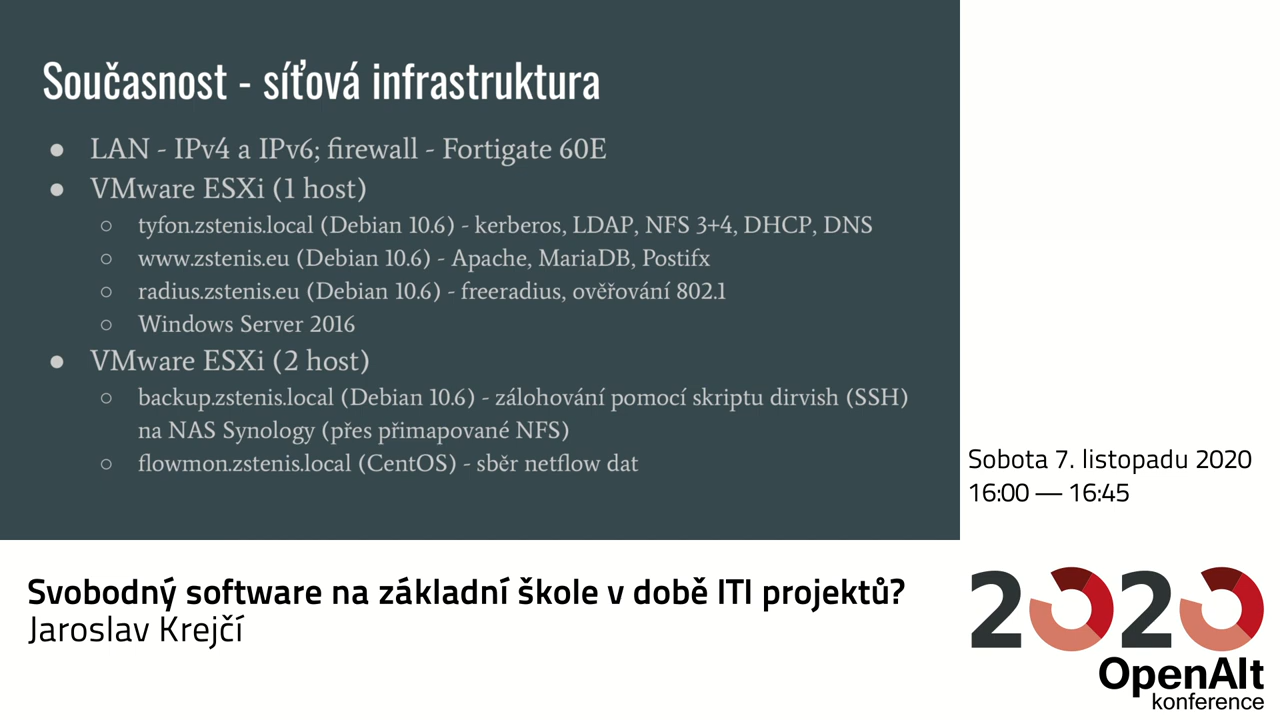 Současnost - síťová infrastruktura
● LAN - IPv4 a IPv6; firewall - Fortigate 60E
● VMware ESXi (1 host)
○ tyfon.zstenis.local (Debian 10.6) - kerberos, LDAP, NFS 3+4, DHCP, DNS
○ www.zstenis.eu (Debian 10.6) - Apache, MariaDB, Postifx
○ radius.zstenis.eu (Debian 10.6) - freeradius, ověřování 802.1
○ Windows Server 2016
● VMware ESXi (2 host)
○ backup.zstenis.local (Debian 10.6) - zálohování pomocí skriptu dirvish (SSH)
na NAS Synology (přes přimapované NFS)
○ flowmon.zstenis.local (CentOS) - sběr netflow dat
Sobota 7. listopadu 2020
16:00 — 16:45
Svobodný software na základní škole v době ITI projektů?
Jaroslav Krejčí
2020
OpenAlt
konference